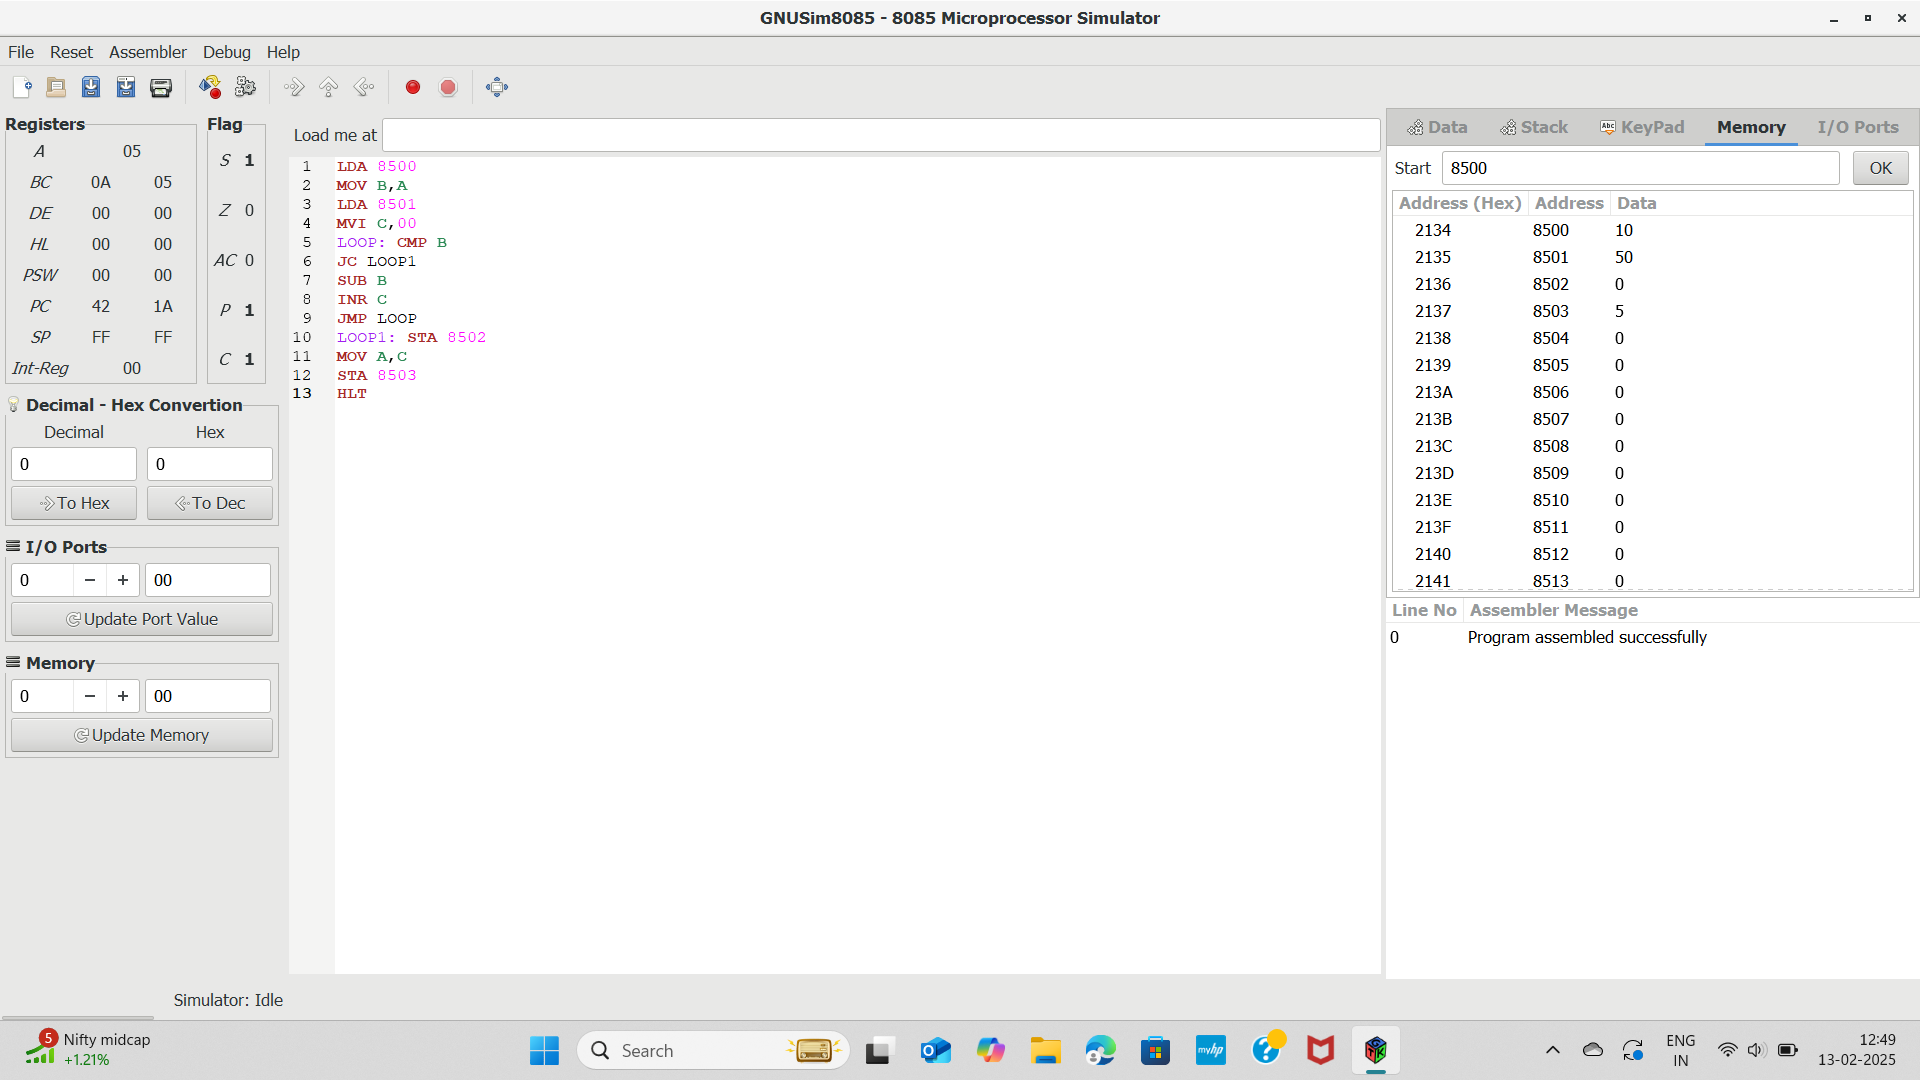 GNUSim8085 - 8085 Microprocessor Simulator
File Reset Assembler Debug Help
Registers
A 05
BC 0A 05
DE 00 00
HL 00 00
PSW 00 00
PC 42 1A
SP FF FF
Int-Reg 00
Flag
S 1
Z 0
AC 0
P 1
C 1
Decimal - Hex Convertion
Decimal Hex
0 0
To Hex To Dec
I/O Ports
0 − + 00
Update Port Value
Memory
0 − + 00
Update Memory
Load me at
1 LDA 8500
2 MOV B,A
3 LDA 8501
4 MVI C,00
5 LOOP: CMP B
6 JC LOOP1
7 SUB B
8 INR C
9 JMP LOOP
10 LOOP1: STA 8502
11 MOV A,C
12 STA 8503
13 HLT
Data Stack Abc KeyPad Memory I/O Ports
Start 8500 OK
Address (Hex) Address Data
2134 8500 10
2135 8501 50
2136 8502 0
2137 8503 5
2138 8504 0
2139 8505 0
213A 8506 0
213B 8507 0
213C 8508 0
213D 8509 0
213E 8510 0
213F 8511 0
2140 8512 0
2141 8513 0
Line No Assembler Message
0 Program assembled successfully
Simulator: Idle
5 Nifty midcap
+1.21%
Search
myhp
ENG
IN
12:49
13-02-2025